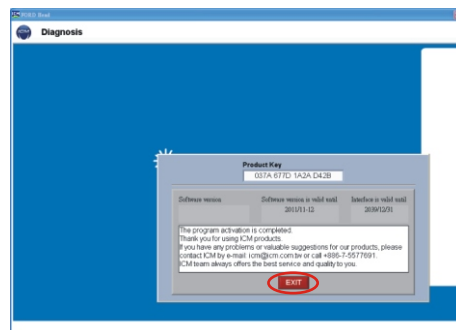 Diagnosis
Product Key
037A 677D 1A2A D42B
Software version
Software version is valid until
Interface is valid until
2011/11-12
2039/12/31
The program activation is completed.
Thank you for using ICM products.
If you have any problems or valuable suggestions for our products, please
contact ICM by e-mail: icm@icm.com.tw or call +886-7-5577691.
ICM team always offers the best service and quality to you.
EXIT